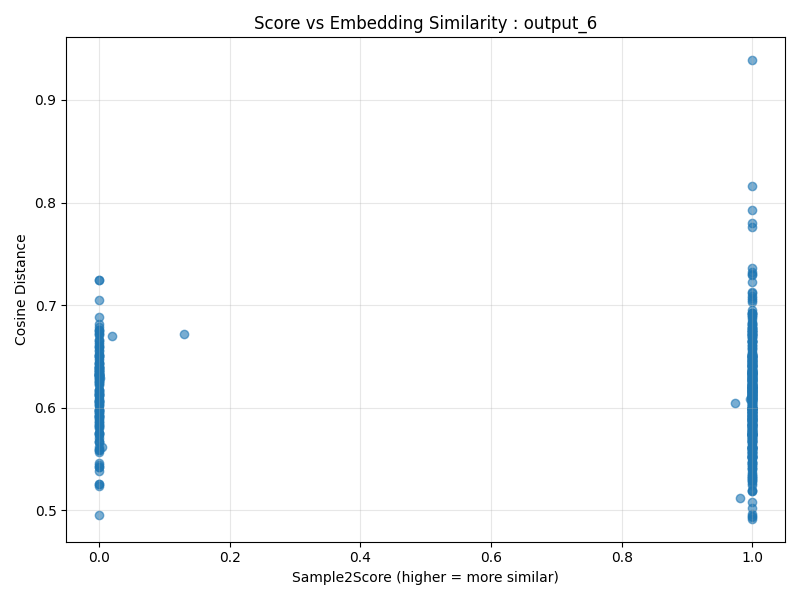 Score vs Embedding Similarity : output_6
Cosine Distance
0.9
0.8
0.7
0.6
0.5
0.0 0.2 0.4 0.6 0.8 1.0
Sample2Score (higher = more similar)